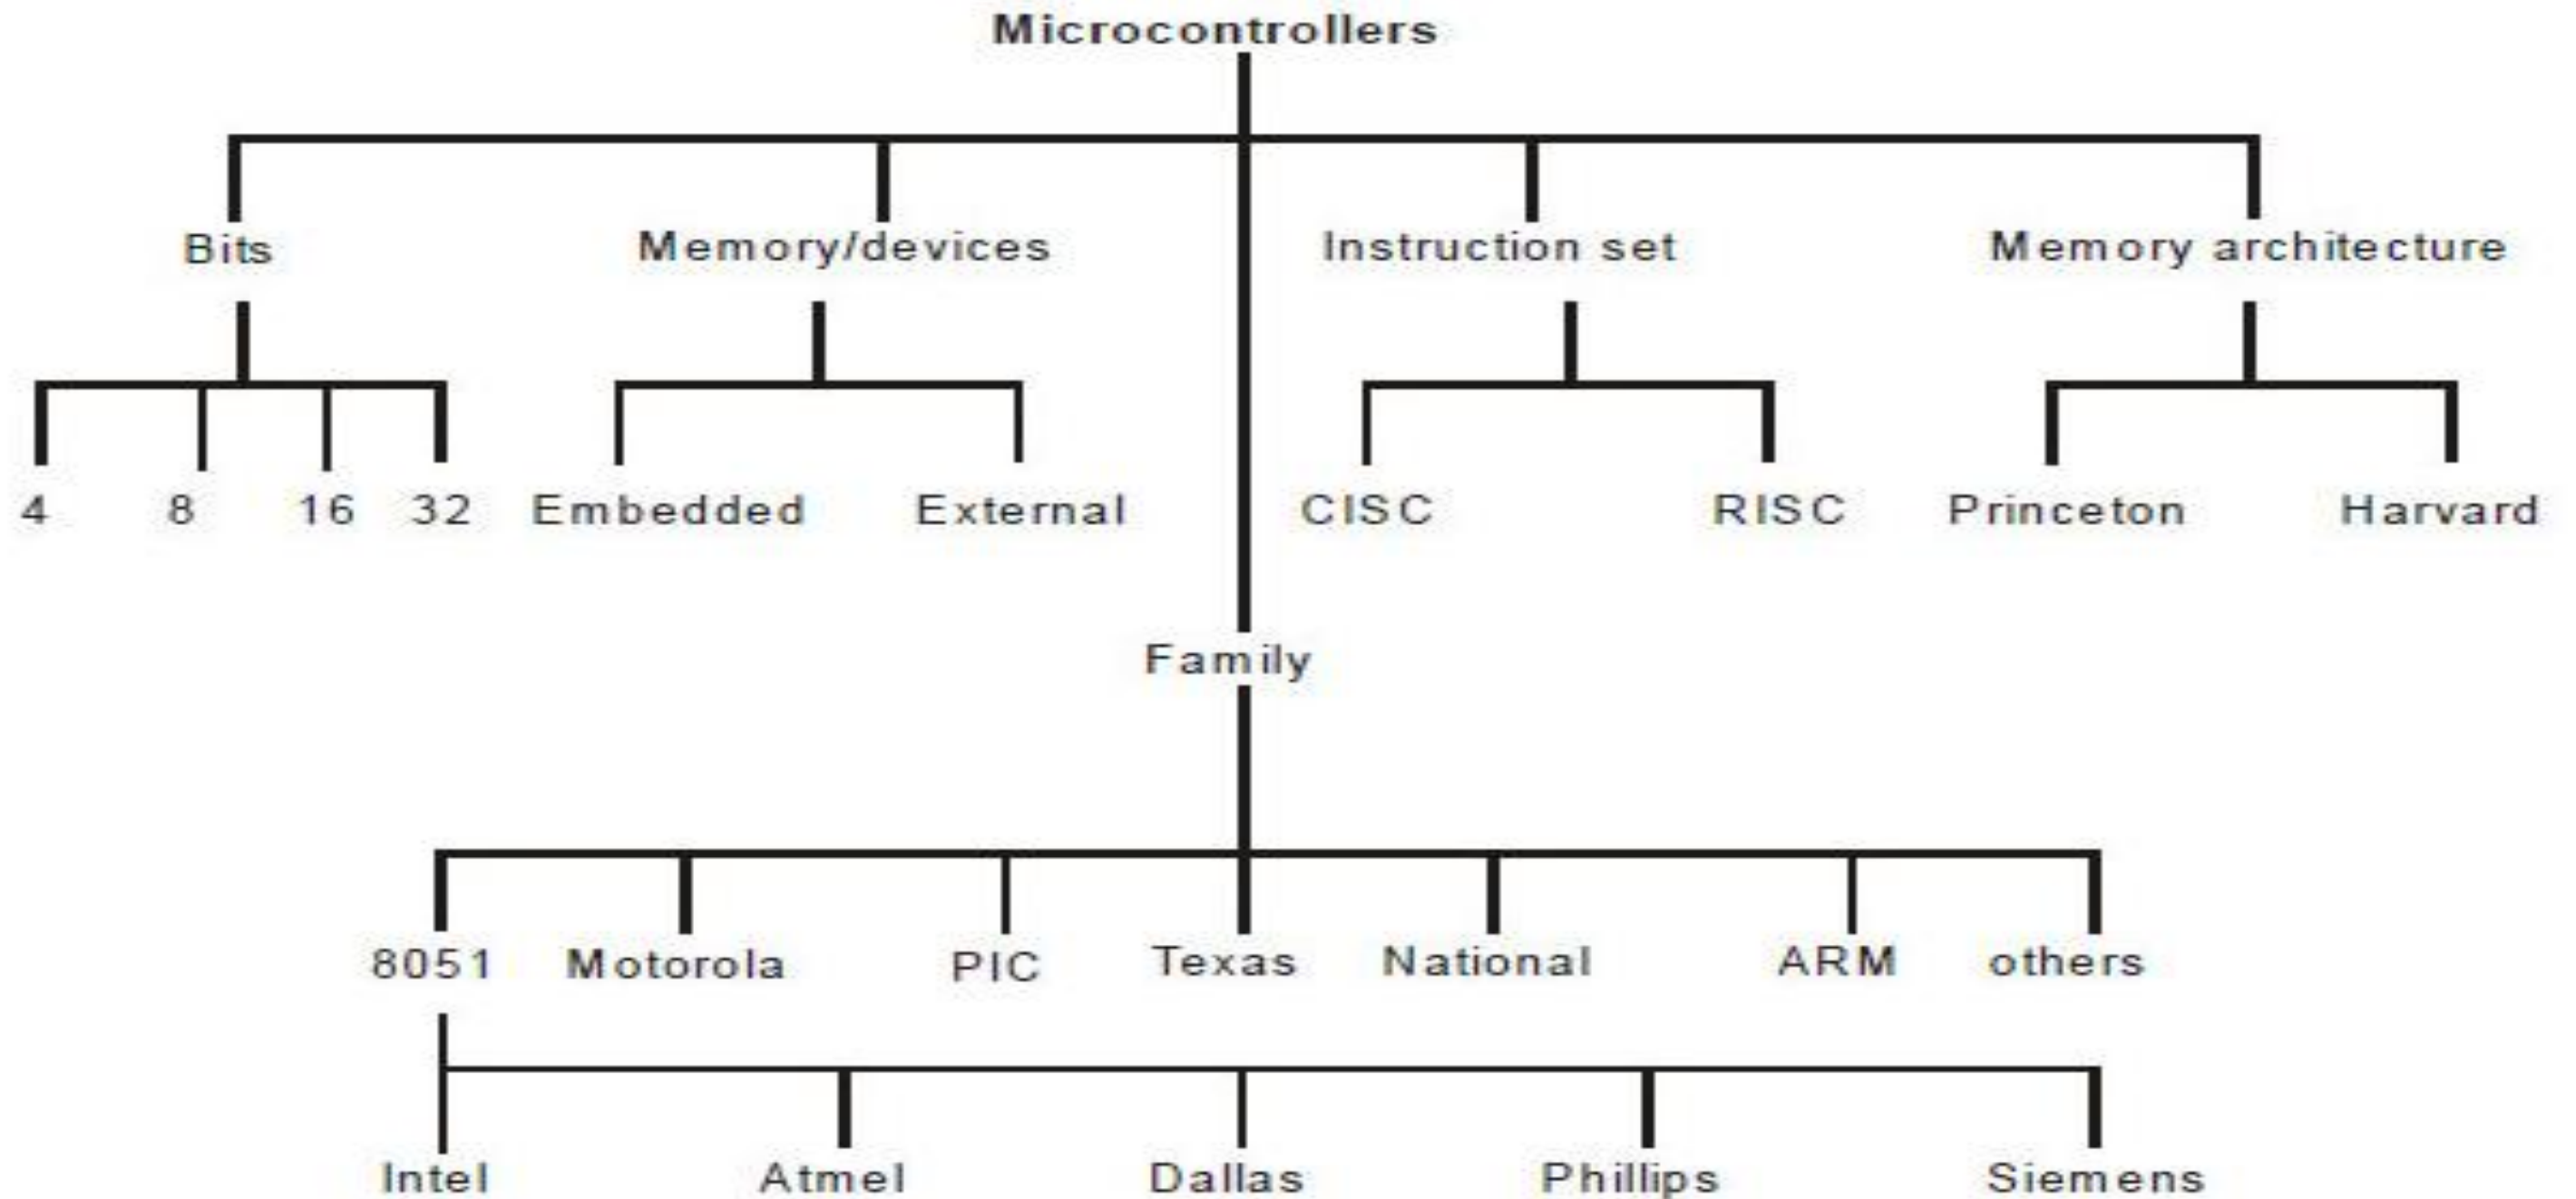 Microcontrollers
Bits Memory/devices Instruction set Memory architecture
4 8 16 32 Embedded External CISC RISC Princeton Harvard
Family
8051 Motorola PIC Texas National ARM others
Intel Atmel Dallas Phillips Siemens